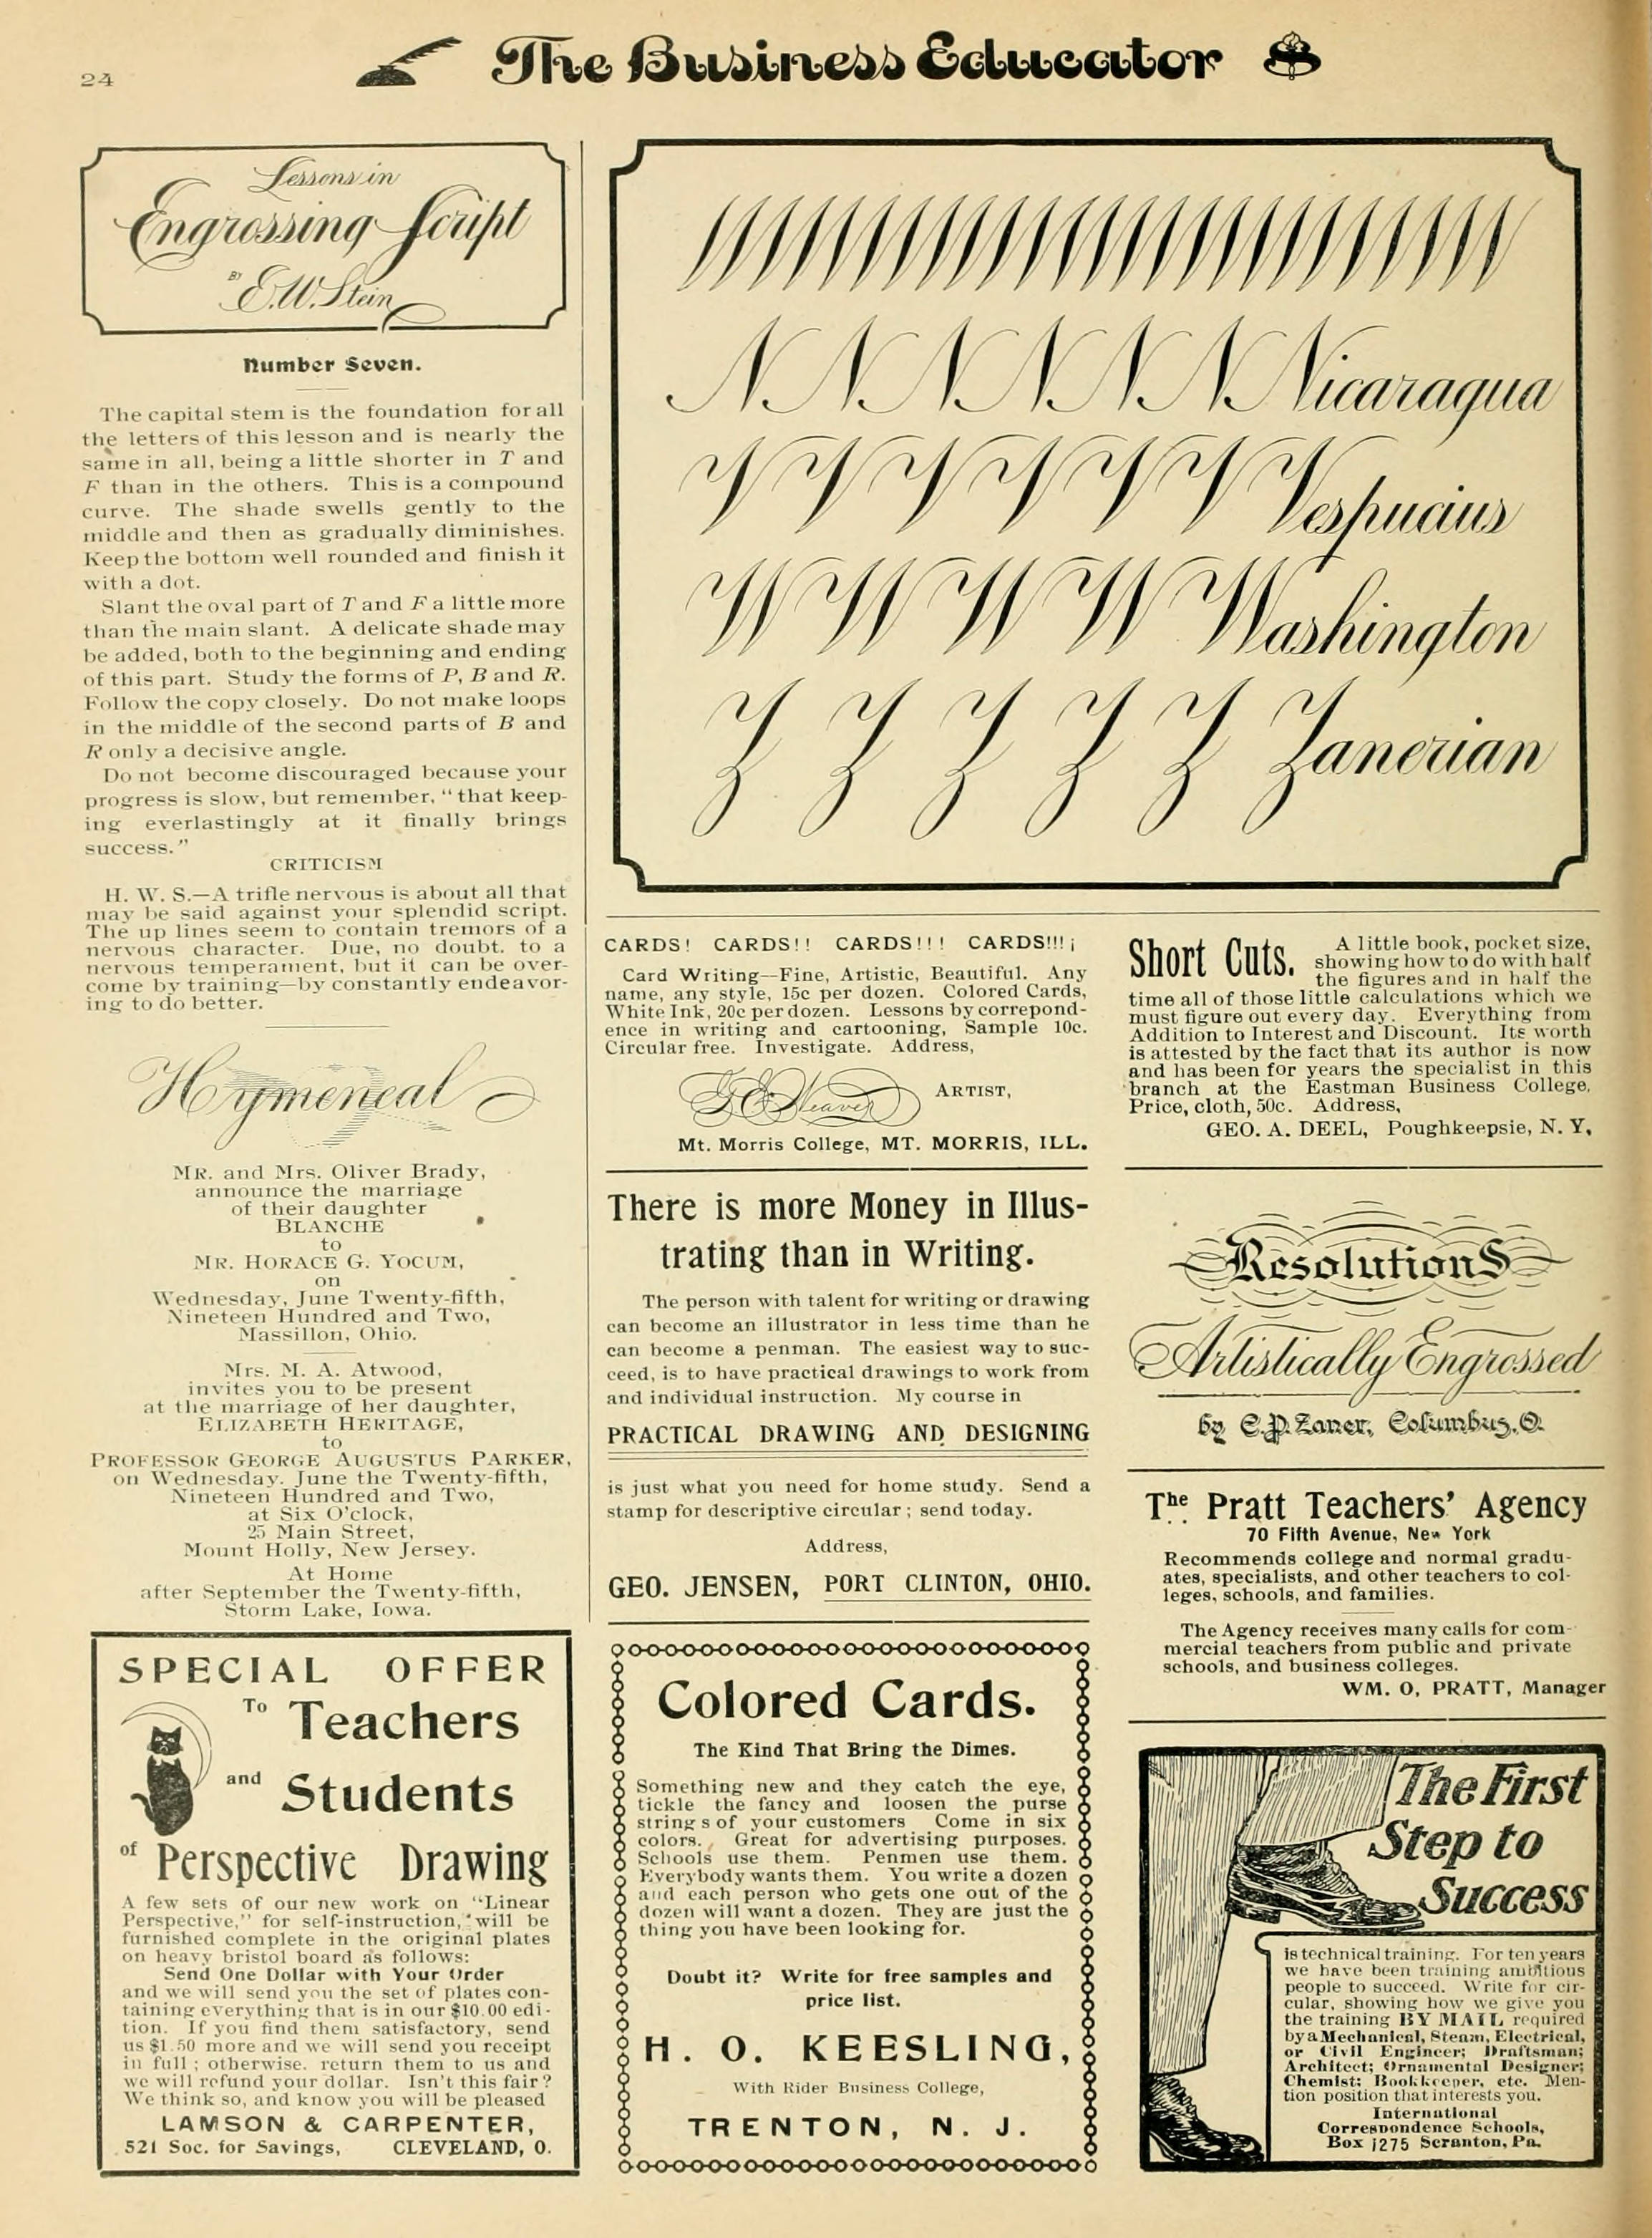 24
The Business Educator
Lessons in
Engrossing Script
BY
E.W. Stein
Number Seven.
The capital stem is the foundation for all
the letters of this lesson and is nearly the
same in all, being a little shorter in T and
F than in the others. This is a compound
curve. The shade swells gently to the
middle and then as gradually diminishes.
Keep the bottom well rounded and finish it
with a dot.
Slant the oval part of T and F a little more
than the main slant. A delicate shade may
be added, both to the beginning and ending
of this part. Study the forms of P, B and R.
Follow the copy closely. Do not make loops
in the middle of the second parts of B and
R only a decisive angle.
Do not become discouraged because your
progress is slow, but remember, "that keep-
ing everlastingly at it finally brings
success."
CRITICISM
H. W. S.—A trifle nervous is about all that
may be said against your splendid script.
The up lines seem to contain tremors of a
nervous character. Due, no doubt. to a
nervous temperament, but it can be over-
come by training—by constantly endeavor-
ing to do better.
Hymeneal
MR. and Mrs. Oliver Brady,
announce the marriage
of their daughter
BLANCHE
to
MR. HORACE G. YOCUM,
on
Wednesday, June Twenty-fifth,
Nineteen Hundred and Two,
Massillon, Ohio.
Mrs. M. A. Atwood,
invites you to be present
at the marriage of her daughter,
ELIZABETH HERITAGE,
to
PROFESSOR GEORGE AUGUSTUS PARKER,
on Wednesday. June the Twenty-fifth,
Nineteen Hundred and Two,
at Six O'clock,
25 Main Street,
Mount Holly, New Jersey.
At Home
after September the Twenty-fifth,
Storm Lake, Iowa.
SPECIAL OFFER
To Teachers
and Students
of Perspective Drawing
A few sets of our new work on "Linear
Perspective," for self-instruction, will be
furnished complete in the original plates
on heavy bristol board as follows:
Send One Dollar with Your Order
and we will send you the set of plates con-
taining everything that is in our $10.00 edi-
tion. If you find them satisfactory, send
us $1.50 more and we will send you receipt
in full; otherwise. return them to us and
we will refund your dollar. Isn't this fair?
We think so, and know you will be pleased
LAMSON & CARPENTER,
521 Soc. for Savings, CLEVELAND, O.
N N N N N N Nicaragua
V V V V V V Vespucius
W W W W W Washington
Z Z Z Z Z Zanerian
CARDS! CARDS!! CARDS!!! CARDS!!!¡
Card Writing--Fine, Artistic, Beautiful. Any
name, any style, 15c per dozen. Colored Cards,
White Ink, 20c per dozen. Lessons by correpond-
ence in writing and cartooning, Sample 10c.
Circular free. Investigate. Address,
G E Weaver ARTIST,
Mt. Morris College, MT. MORRIS, ILL.
There is more Money in Illus-
trating than in Writing.
The person with talent for writing or drawing
can become an illustrator in less time than he
can become a penman. The easiest way to suc-
ceed, is to have practical drawings to work from
and individual instruction. My course in
PRACTICAL DRAWING AND DESIGNING
is just what you need for home study. Send a
stamp for descriptive circular; send today.
Address,
GEO. JENSEN, PORT CLINTON, OHIO.
Colored Cards.
The Kind That Bring the Dimes.
Something new and they catch the eye,
tickle the fancy and loosen the purse
string s of your customers Come in six
colors. Great for advertising purposes.
Schools use them. Penmen use them.
Everybody wants them. You write a dozen
and each person who gets one out of the
dozen will want a dozen. They are just the
thing you have been looking for.
Doubt it? Write for free samples and
price list.
H. O. KEESLING,
With Rider Business College,
TRENTON, N. J.
Short Cuts. A little book, pocket size,
showing how to do with half
the figures and in half the
time all of those little calculations which we
must figure out every day. Everything from
Addition to Interest and Discount. Its worth
is attested by the fact that its author is now
and has been for years the specialist in this
branch at the Eastman Business College.
Price, cloth, 50c. Address,
GEO. A. DEEL, Poughkeepsie, N. Y,
Resolutions
Artistically Engrossed
by C.P. Zaner, Columbus, O.
The Pratt Teachers' Agency
70 Fifth Avenue, New York
Recommends college and normal gradu-
ates, specialists, and other teachers to col-
leges, schools, and families.
The Agency receives many calls for com-
mercial teachers from public and private
schools, and business colleges.
WM. O, PRATT, Manager
The First
Step to
Success
is technical training. For ten years
we have been training ambitious
people to succeed. Write for cir-
cular, showing how we give you
the training BY MAIL required
by a Mechanical, Steam, Electrical,
or Civil Engineer; Draftsman;
Architect; Ornamental Designer;
Chemist; Bookkeeper, etc. Men-
tion position that interests you.
International
Correspondence Schools,
Box 1275 Scranton, Pa.